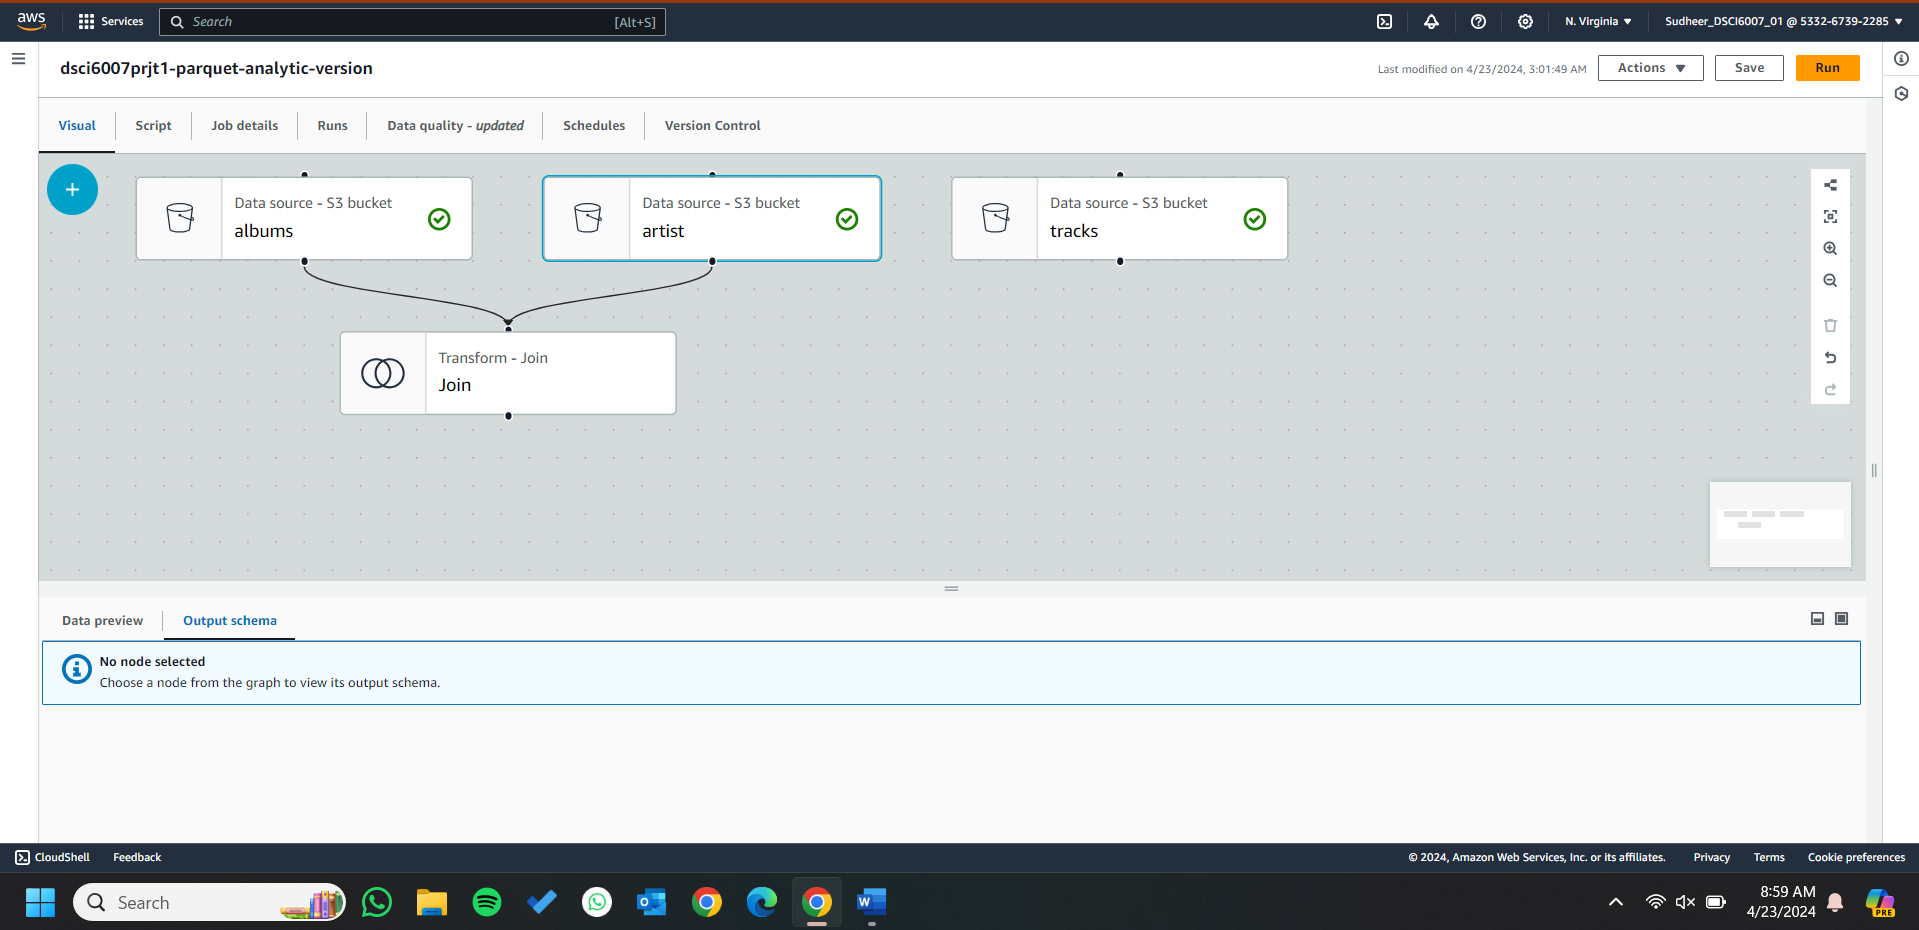 aws Services Search [Alt+S] N. Virginia ▼ Sudheer_DSCI6007_01 @ 5332-6739-2285 ▼
dsci6007prjt1-parquet-analytic-version
Last modified on 4/23/2024, 3:01:49 AM Actions ▼ Save Run
Visual Script Job details Runs Data quality - updated Schedules Version Control
Data source - S3 bucket
albums
Data source - S3 bucket
artist
Data source - S3 bucket
tracks
Transform - Join
Join
Data preview Output schema
No node selected
Choose a node from the graph to view its output schema.
CloudShell Feedback © 2024, Amazon Web Services, Inc. or its affiliates. Privacy Terms Cookie preferences
Search
8:59 AM
4/23/2024
PRE